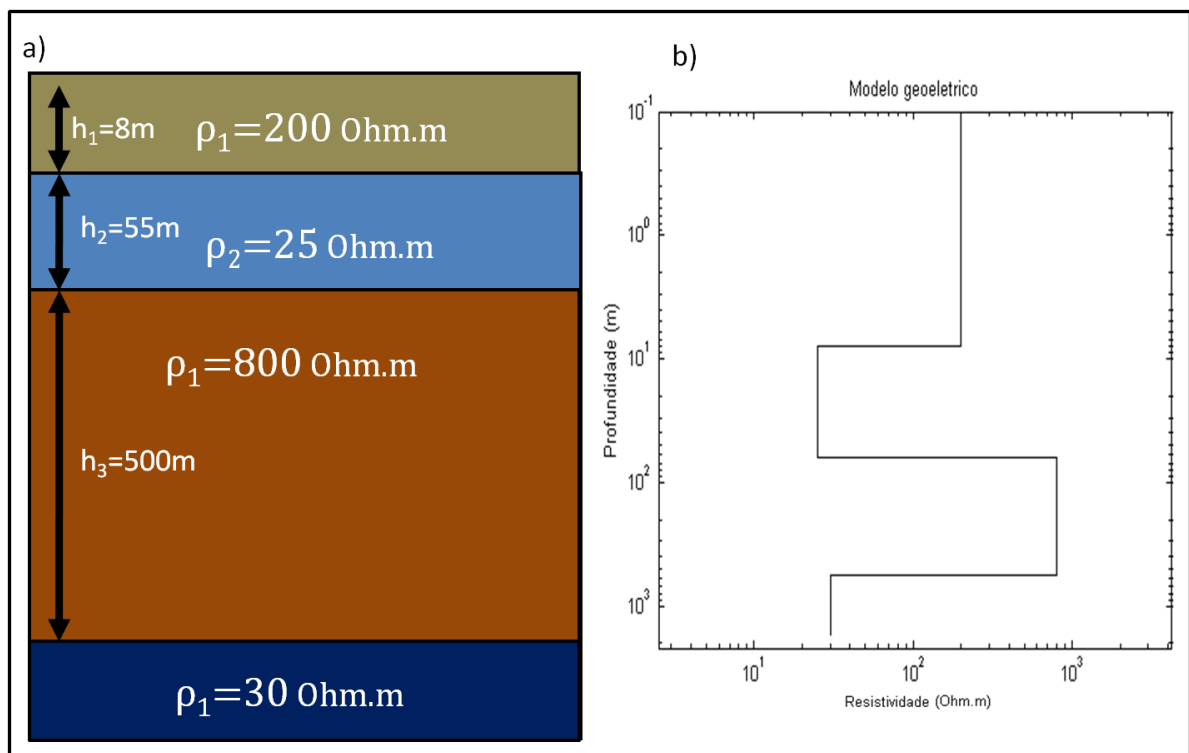 a)
h₁=8m
ρ₁=200 Ohm.m
h₂=55m
ρ₂=25 Ohm.m
ρ₁=800 Ohm.m
h₃=500m
ρ₁=30 Ohm.m
b)
Modelo geoeletrico
10⁻¹
10⁰
10¹
10²
10³
Profundidade (m)
10¹ 10² 10³
Resistividade (Ohm.m)